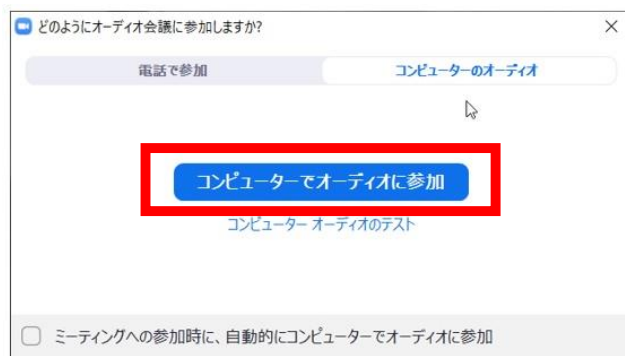 どのようにオーディオ会議に参加しますか?
電話で参加
コンピューターのオーディオ
コンピューターでオーディオに参加
コンピューター オーディオのテスト
ミーティングへの参加時に、自動的にコンピューターでオーディオに参加